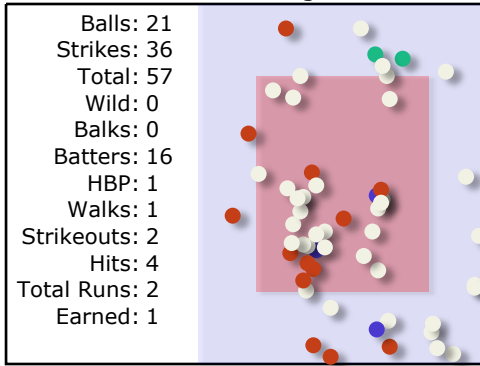 Balls: 21
Strikes: 36
Total: 57
Wild: 0
Balks: 0
Batters: 16
HBP: 1
Walks: 1
Strikeouts: 2
Hits: 4
Total Runs: 2
Earned: 1